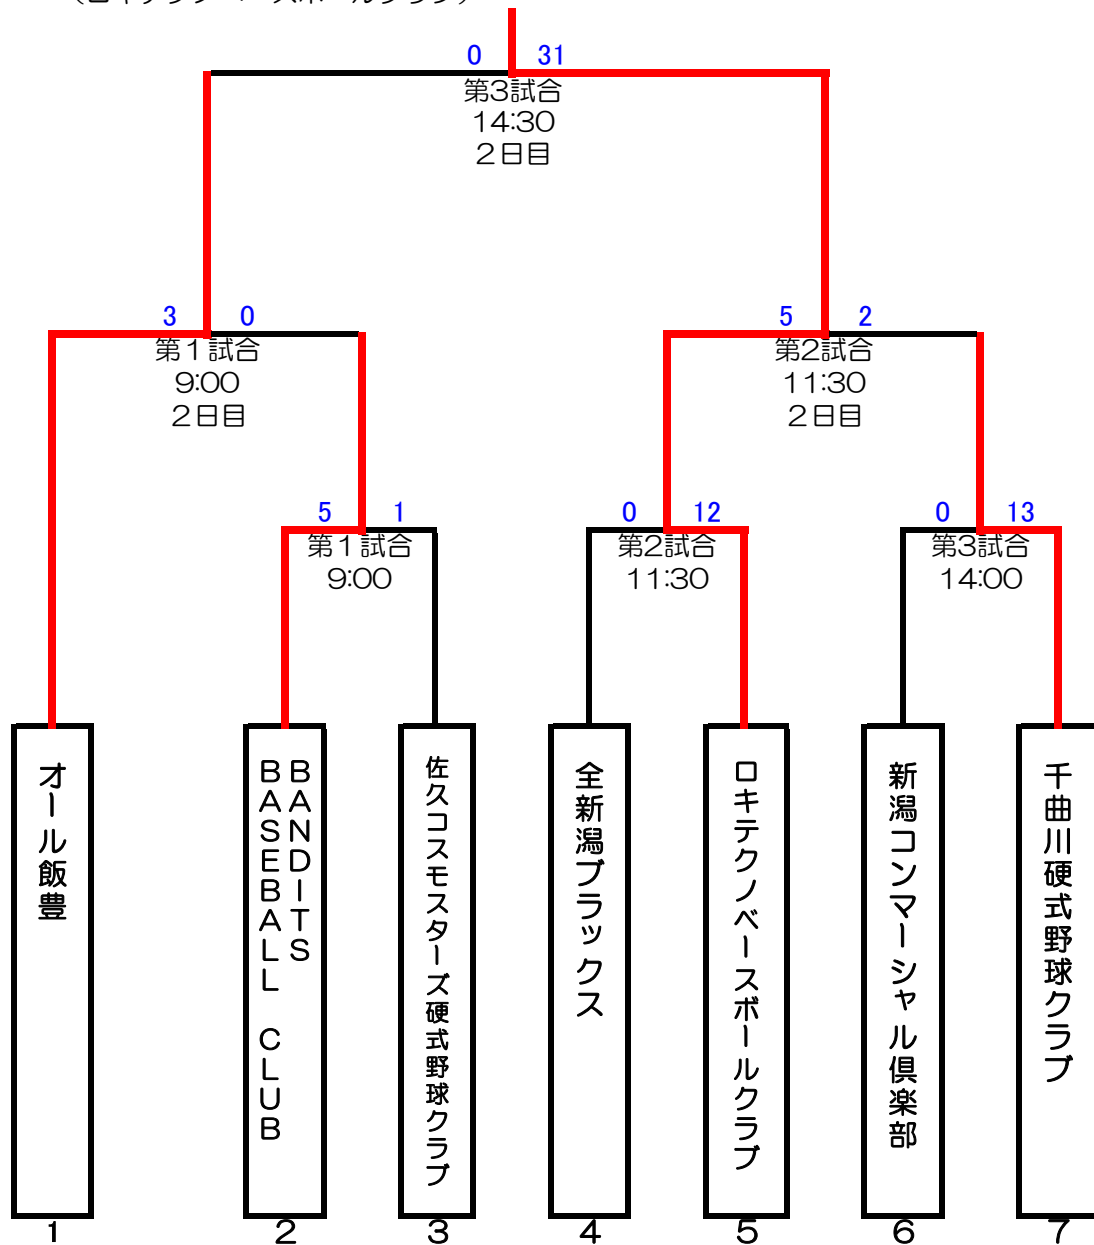 0 31
第3試合
14:30
2日目
3 0
第1試合
9:00
2日目
5 2
第2試合
11:30
2日目
5 1
第1試合
9:00
0 12
第2試合
11:30
0 13
第3試合
14:00
オール飯豊
BANDITS
BASEBALL CLUB
佐久コスモスターズ硬式野球クラブ
全新潟ブラックス
ロキテクノベースボールクラブ
新潟コンマーシャル倶楽部
千曲川硬式野球クラブ
1 2 3 4 5 6 7